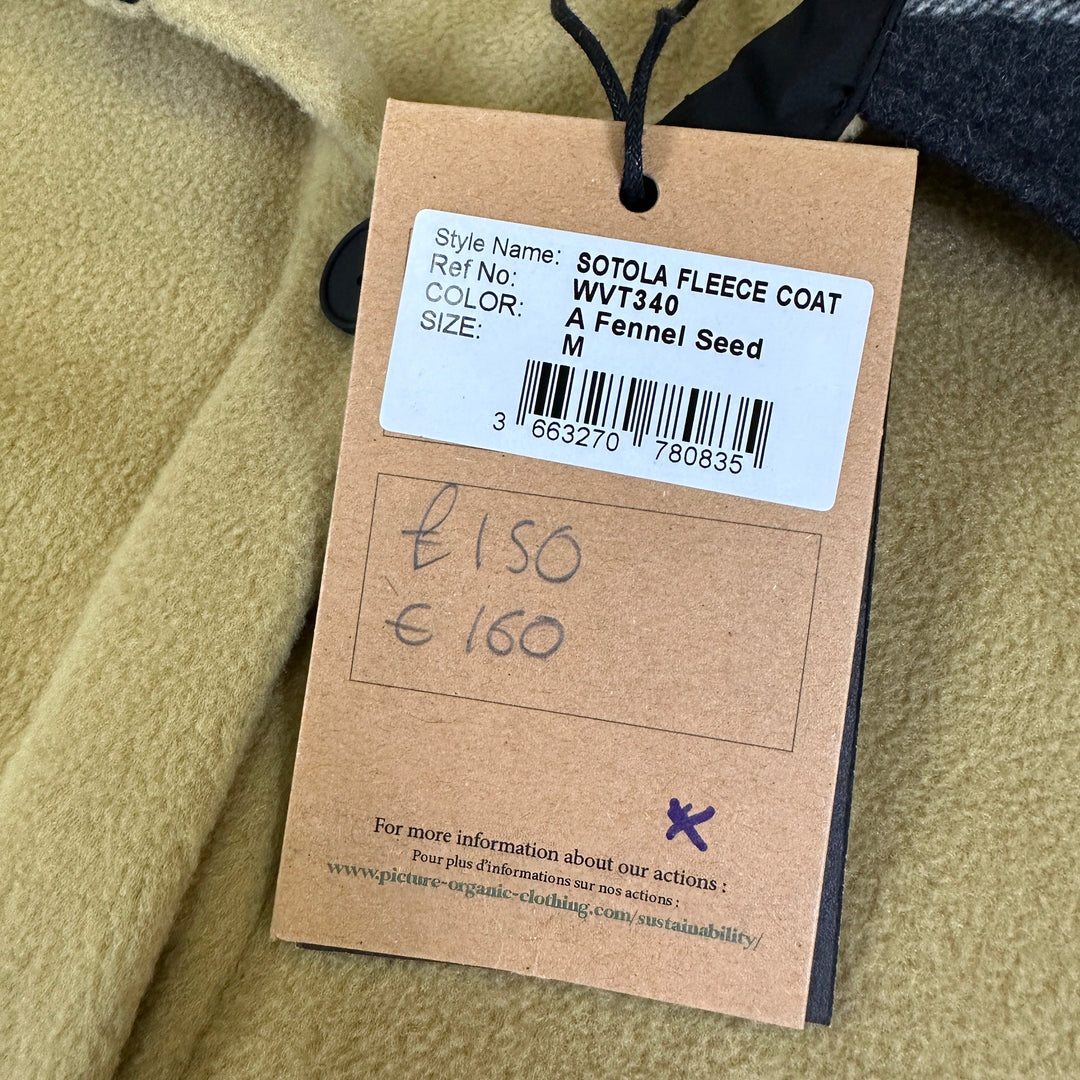 Style Name: SOTOLA FLEECE COAT
Ref No: WVT340
COLOR: A Fennel Seed
SIZE: M
3 663270 780835
£150
€160
For more information about our actions :
Pour plus d'informations sur nos actions :
www.picture-organic-clothing.com/sustainability/